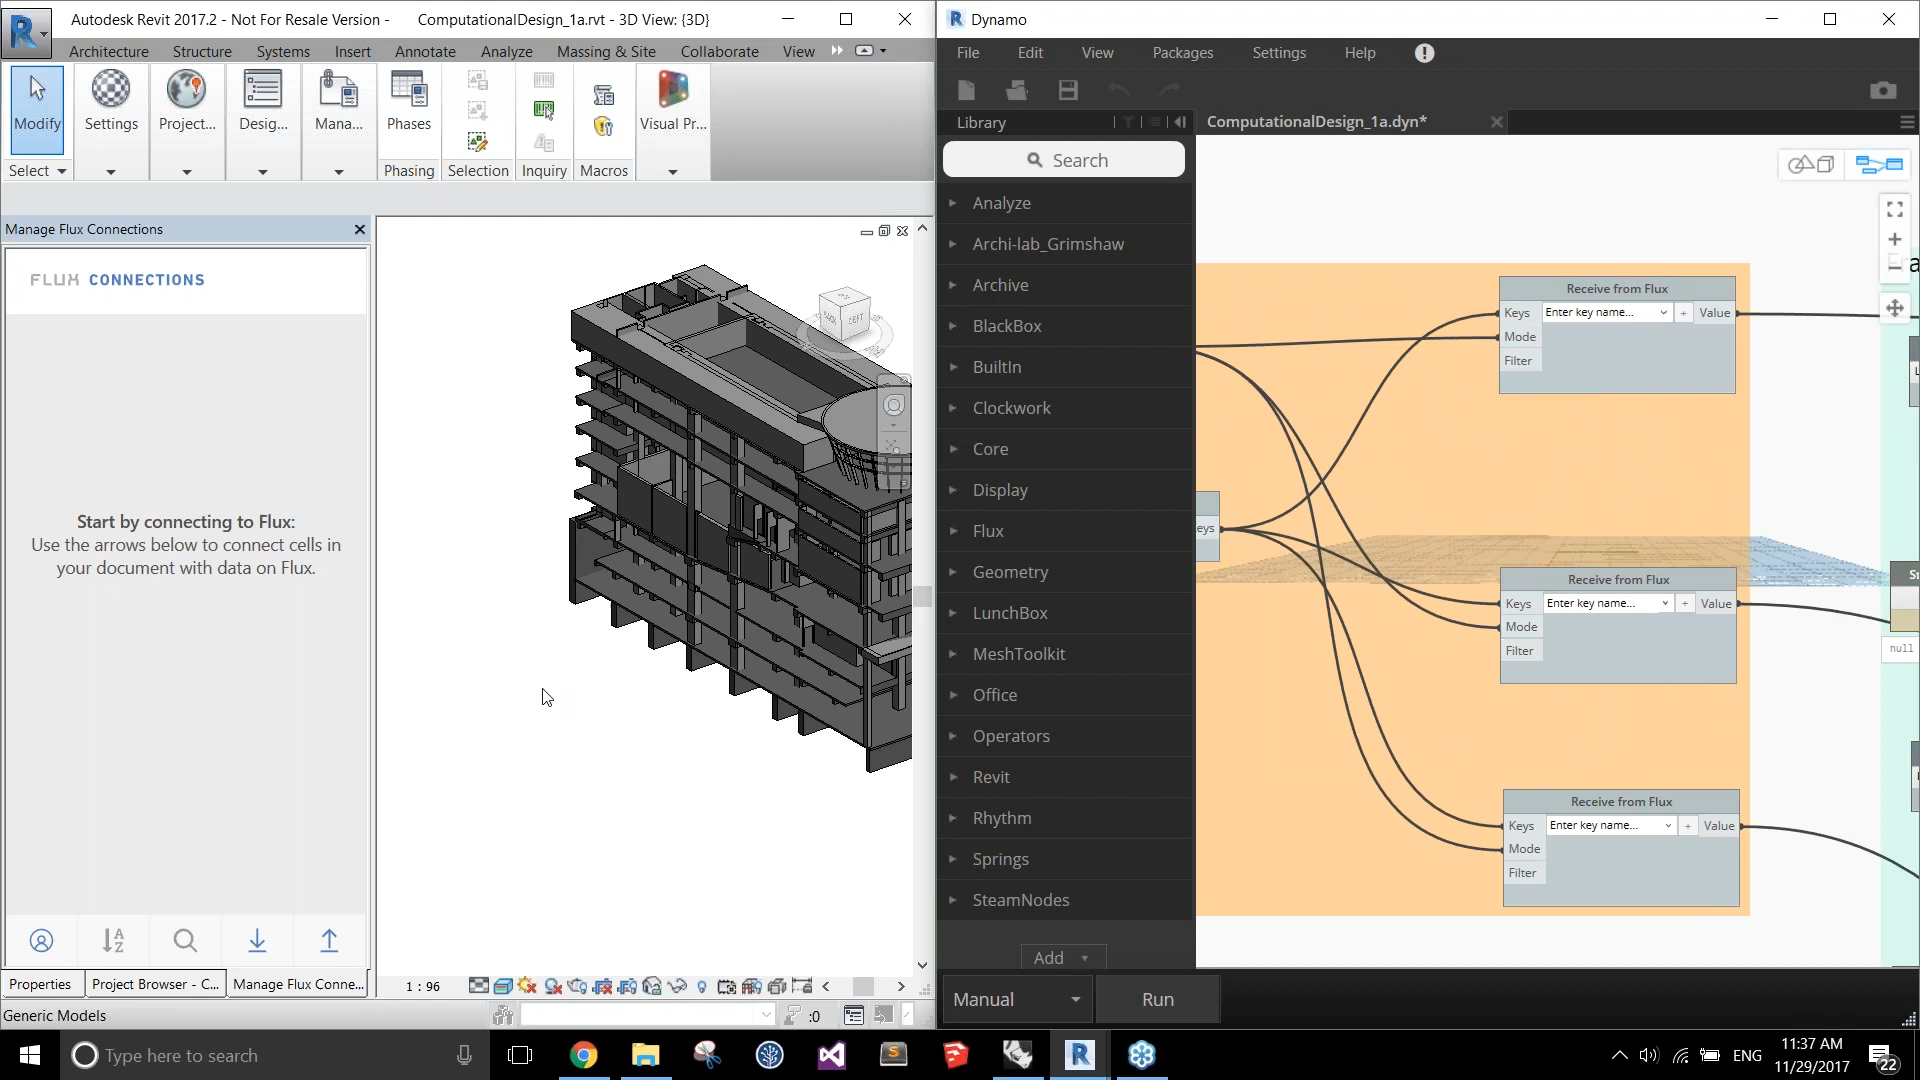 Autodesk Revit 2017.2 - Not For Resale Version - ComputationalDesign_1a.rvt - 3D View: {3D}
Architecture Structure Systems Insert Annotate Analyze Massing & Site Collaborate View
Modify Settings Project... Desig... Mana... Phases Visual Pr...
Select Phasing Selection Inquiry Macros
Manage Flux Connections
FLUX CONNECTIONS
Start by connecting to Flux:
Use the arrows below to connect cells in
your document with data on Flux.
BACK LEFT
Properties Project Browser - C... Manage Flux Conne...
1 : 96
Generic Models
:0
Dynamo
File Edit View Packages Settings Help
Library
ComputationalDesign_1a.dyn*
Search
Analyze
Archi-lab_Grimshaw
Archive
BlackBox
BuiltIn
Clockwork
Core
Display
Flux
Geometry
LunchBox
MeshToolkit
Office
Operators
Revit
Rhythm
Springs
SteamNodes
Add
Manual Run
eys
Receive from Flux
Keys Enter key name... + Value
Mode
Filter
Receive from Flux
Keys Enter key name... + Value
Mode
Filter
Receive from Flux
Keys Enter key name... + Value
Mode
Filter
null
Type here to search
ENG
11:37 AM
11/29/2017
22